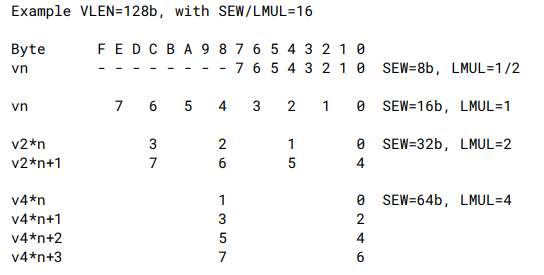 Example VLEN=128b, with SEW/LMUL=16
Byte F E D C B A 9 8 7 6 5 4 3 2 1 0
vn - - - - - - - - 7 6 5 4 3 2 1 0 SEW=8b, LMUL=1/2
vn 7 6 5 4 3 2 1 0 SEW=16b, LMUL=1
v2*n 3 2 1 0 SEW=32b, LMUL=2
v2*n+1 7 6 5 4
v4*n 1 0 SEW=64b, LMUL=4
v4*n+1 3 2
v4*n+2 5 4
v4*n+3 7 6